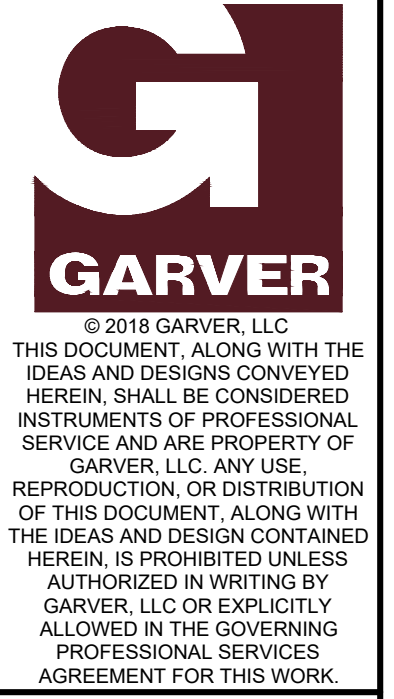 GARVER
© 2018 GARVER, LLC
THIS DOCUMENT, ALONG WITH THE
IDEAS AND DESIGNS CONVEYED
HEREIN, SHALL BE CONSIDERED
INSTRUMENTS OF PROFESSIONAL
SERVICE AND ARE PROPERTY OF
GARVER, LLC. ANY USE,
REPRODUCTION, OR DISTRIBUTION
OF THIS DOCUMENT, ALONG WITH
THE IDEAS AND DESIGN CONTAINED
HEREIN, IS PROHIBITED UNLESS
AUTHORIZED IN WRITING BY
GARVER, LLC OR EXPLICITLY
ALLOWED IN THE GOVERNING
PROFESSIONAL SERVICES
AGREEMENT FOR THIS WORK.